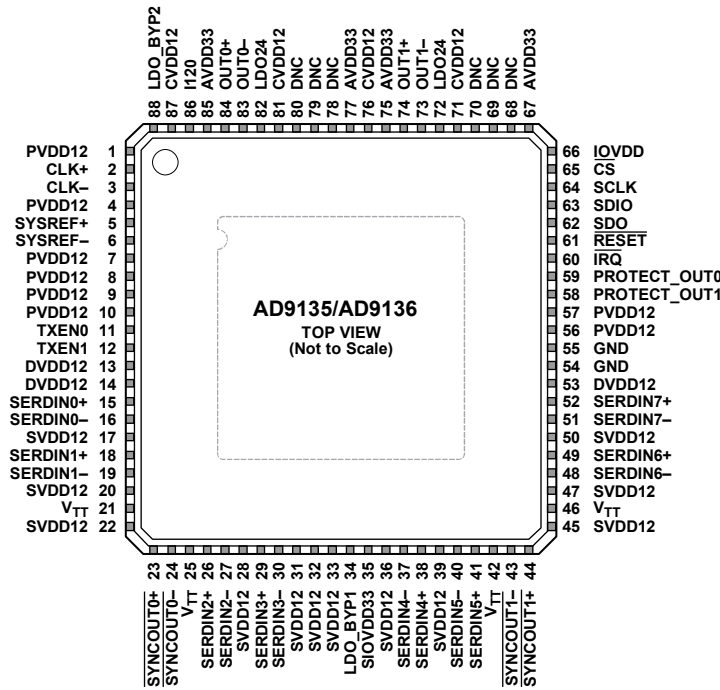 88 LDO_BYP2
87 CVDD12
86 I120
85 AVDD33
84 OUT0+
83 OUT0–
82 LDO24
81 CVDD12
80 DNC
79 DNC
78 DNC
77 AVDD33
76 CVDD12
75 AVDD33
74 OUT1+
73 OUT1–
72 LDO24
71 CVDD12
70 DNC
69 DNC
68 DNC
67 AVDD33
PVDD12 1
CLK+ 2
CLK– 3
PVDD12 4
SYSREF+ 5
SYSREF– 6
PVDD12 7
PVDD12 8
PVDD12 9
PVDD12 10
TXEN0 11
TXEN1 12
DVDD12 13
DVDD12 14
SERDIN0+ 15
SERDIN0– 16
SVDD12 17
SERDIN1+ 18
SERDIN1– 19
SVDD12 20
VTT 21
SVDD12 22
AD9135/AD9136
TOP VIEW
(Not to Scale)
66 IOVDD
65 CS
64 SCLK
63 SDIO
62 SDO
61 RESET
60 IRQ
59 PROTECT_OUT0
58 PROTECT_OUT1
57 PVDD12
56 PVDD12
55 GND
54 GND
53 DVDD12
52 SERDIN7+
51 SERDIN7–
50 SVDD12
49 SERDIN6+
48 SERDIN6–
47 SVDD12
46 VTT
45 SVDD12
SYNCOUT0+ 23
SYNCOUT0– 24
VTT 25
SERDIN2+ 26
SERDIN2– 27
SVDD12 28
SERDIN3+ 29
SERDIN3– 30
SVDD12 31
SVDD12 32
SVDD12 33
LDO_BYP1 34
SIOVDD33 35
SVDD12 36
SERDIN4– 37
SERDIN4+ 38
SVDD12 39
SERDIN5– 40
SERDIN5+ 41
VTT 42
SYNCOUT1– 43
SYNCOUT1+ 44